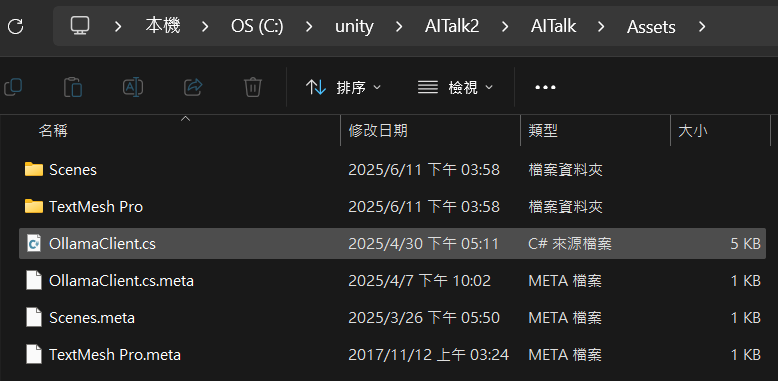 本機 > OS (C:) > unity > AITalk2 > AITalk > Assets >
排序 檢視 ...
名稱 修改日期 類型 大小
Scenes 2025/6/11 下午 03:58 檔案資料夾
TextMesh Pro 2025/6/11 下午 03:58 檔案資料夾
OllamaClient.cs 2025/4/30 下午 05:11 C# 來源檔案 5 KB
OllamaClient.cs.meta 2025/4/7 下午 10:02 META 檔案 1 KB
Scenes.meta 2025/3/26 下午 05:50 META 檔案 1 KB
TextMesh Pro.meta 2017/11/12 上午 03:24 META 檔案 1 KB